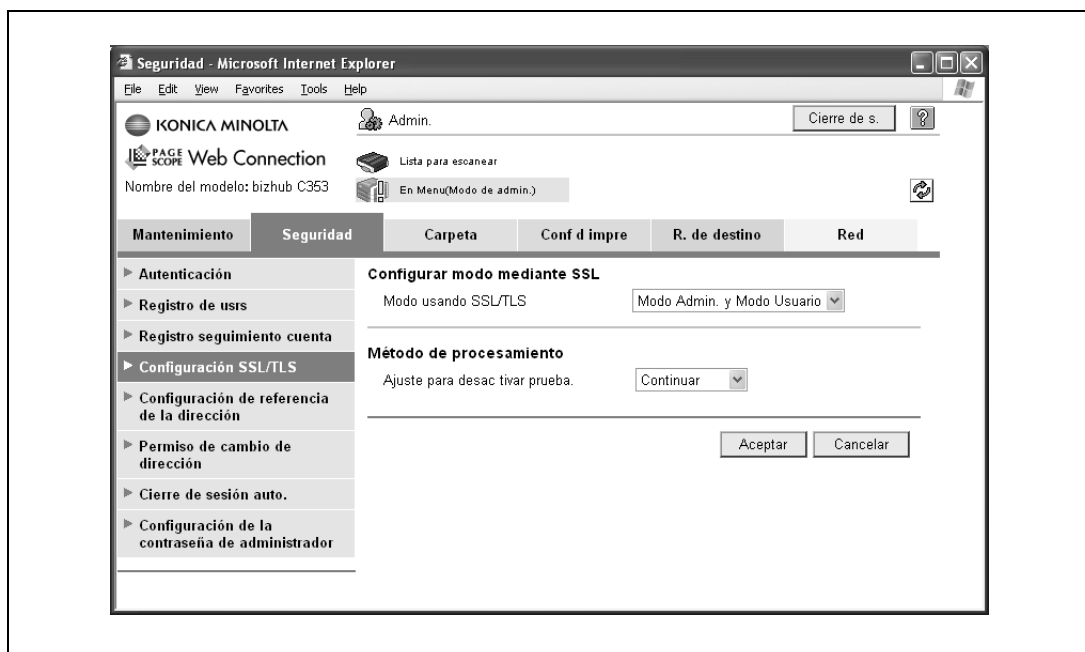 Seguridad - Microsoft Internet Explorer
File Edit View Favorites Tools Help
KONICA MINOLTA
Admin.
Cierre de s.
?
PAGE SCOPE Web Connection
Lista para escanear
Nombre del modelo: bizhub C353
En Menu(Modo de admin.)
Mantenimiento Seguridad Carpeta Conf d impre R. de destino Red
Autenticación
Registro de usrs
Registro seguimiento cuenta
Configuración SSL/TLS
Configuración de referencia
de la dirección
Permiso de cambio de
dirección
Cierre de sesión auto.
Configuración de la
contraseña de administrador
Configurar modo mediante SSL
Modo usando SSL/TLS Modo Admin. y Modo Usuario
Método de procesamiento
Ajuste para desac tivar prueba. Continuar
Aceptar Cancelar